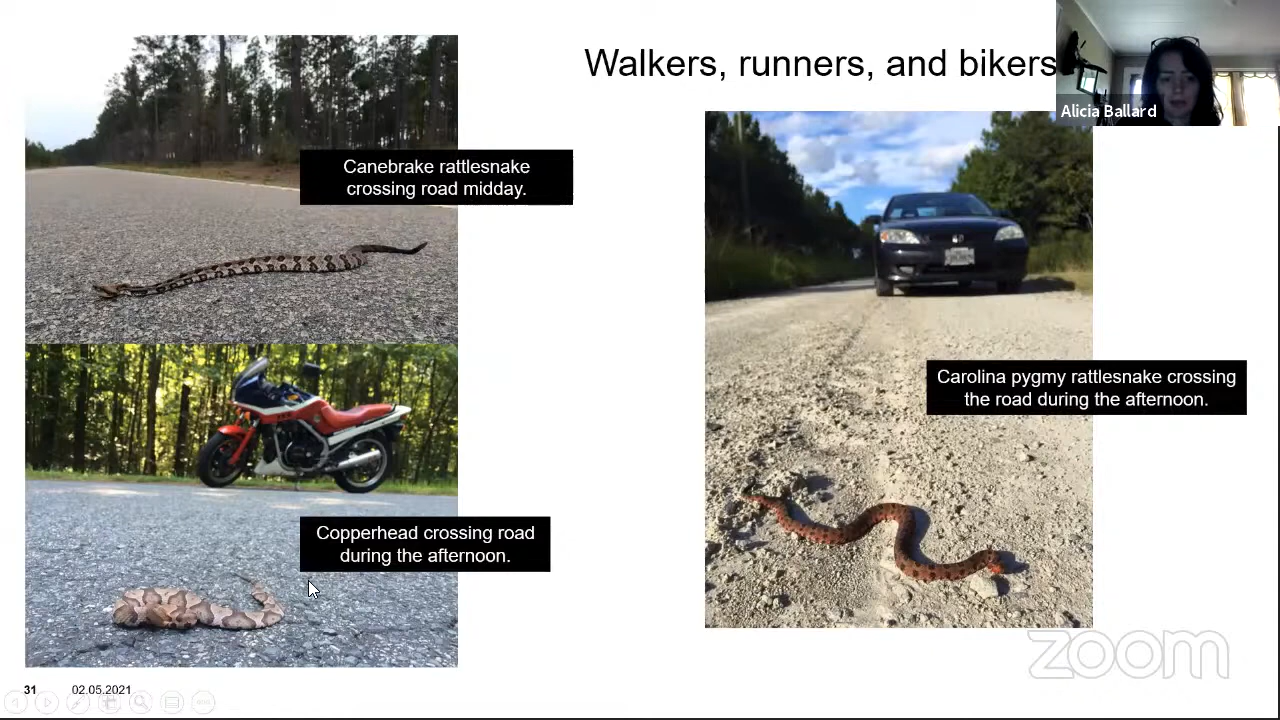 Walkers, runners, and bikers
Alicia Ballard
Canebrake rattlesnake
crossing road midday.
Carolina pygmy rattlesnake crossing
the road during the afternoon.
Copperhead crossing road
during the afternoon.
zoom
31 02.05.2021